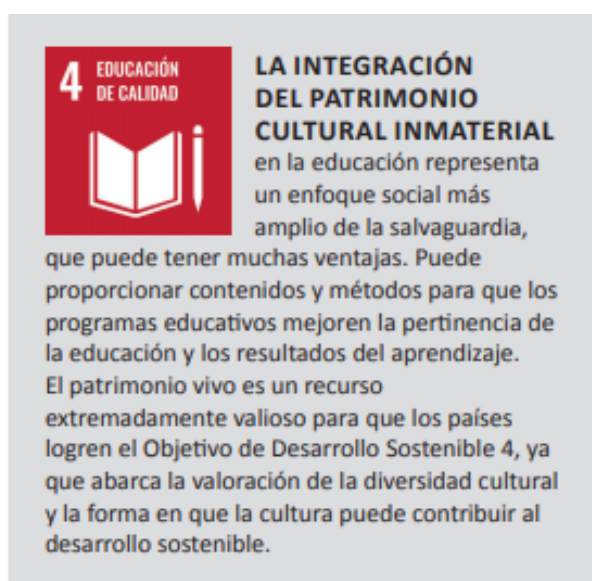 4 EDUCACIÓN
DE CALIDAD
LA INTEGRACIÓN
DEL PATRIMONIO
CULTURAL INMATERIAL
en la educación representa
un enfoque social más
amplio de la salvaguardia,
que puede tener muchas ventajas. Puede
proporcionar contenidos y métodos para que los
programas educativos mejoren la pertinencia de
la educación y los resultados del aprendizaje.
El patrimonio vivo es un recurso
extremadamente valioso para que los países
logren el Objetivo de Desarrollo Sostenible 4, ya
que abarca la valoración de la diversidad cultural
y la forma en que la cultura puede contribuir al
desarrollo sostenible.